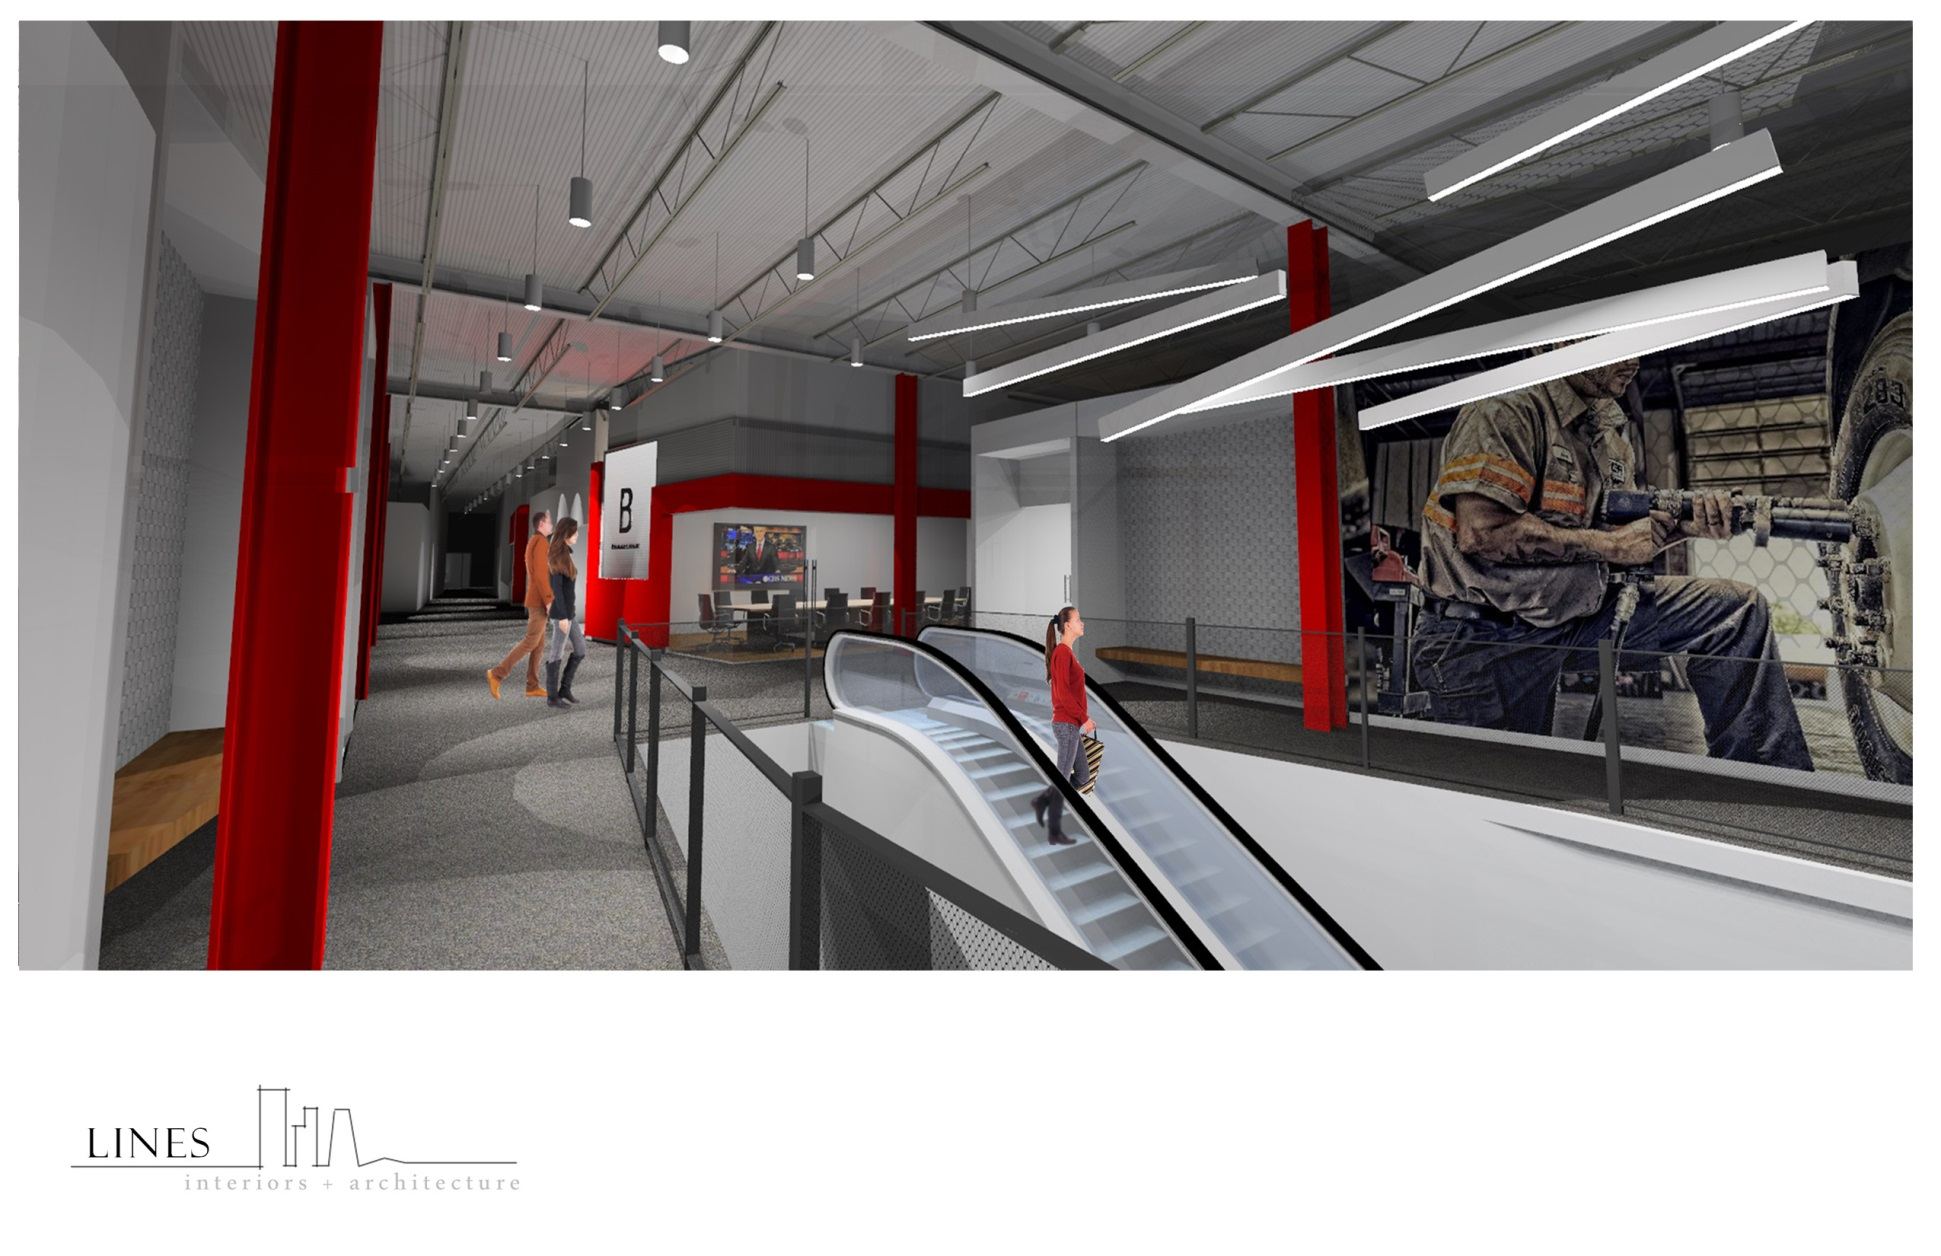 B
CBS NEWS
LINES
interiors + architecture